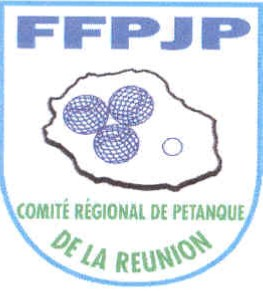 FFPJP
COMITÉ RÉGIONAL DE PETANQUE
DE LA REUNION